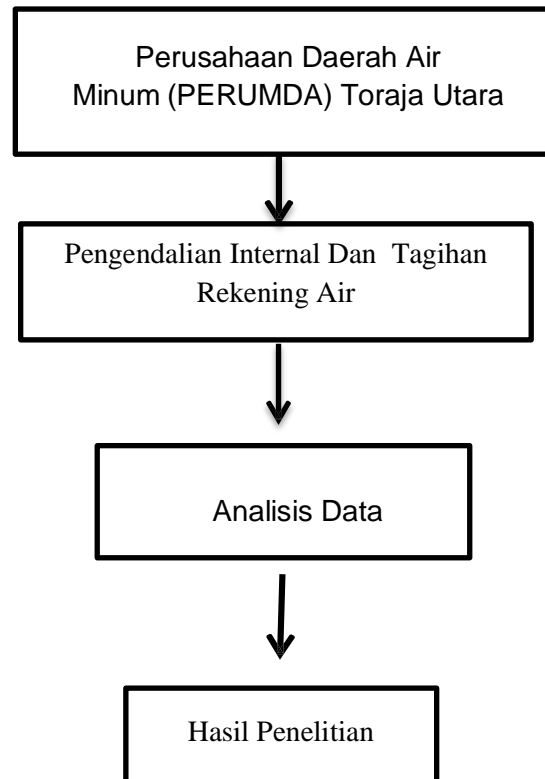 Perusahaan Daerah Air
Minum (PERUMDA) Toraja Utara
Pengendalian Internal Dan Tagihan
Rekening Air
Analisis Data
Hasil Penelitian